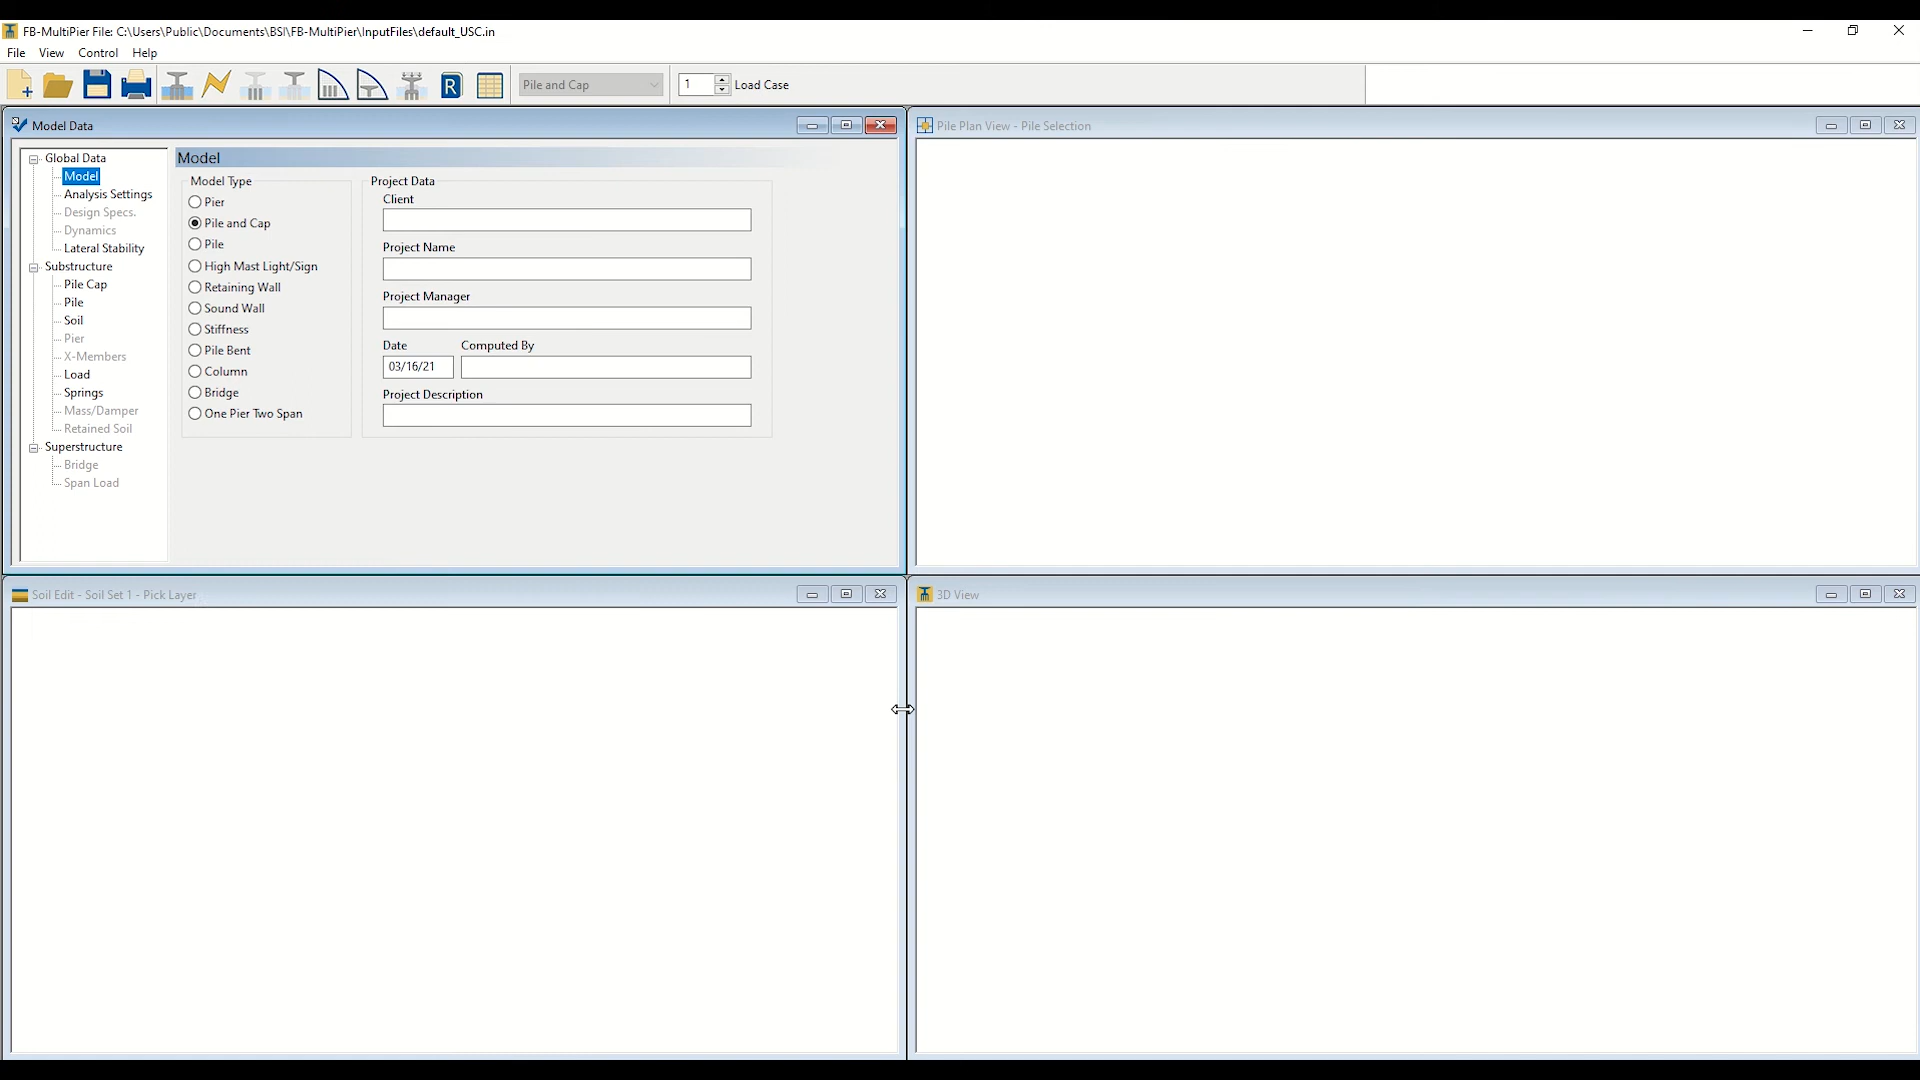 FB-MultiPier File: C:\Users\Public\Documents\BSI\FB-MultiPier\InputFiles\default_USC.in
File View Control Help
R Pile and Cap 1 Load Case
Model Data
Global Data
Model
Analysis Settings
Design Specs.
Dynamics
Lateral Stability
Substructure
Pile Cap
Pile
Soil
Pier
X-Members
Load
Springs
Mass/Damper
Retained Soil
Superstructure
Bridge
Span Load
Model
Model Type
Pier
Pile and Cap
Pile
High Mast Light/Sign
Retaining Wall
Sound Wall
Stiffness
Pile Bent
Column
Bridge
One Pier Two Span
Project Data
Client
Project Name
Project Manager
Date Computed By
03/16/21
Project Description
Pile Plan View - Pile Selection
Soil Edit - Soil Set 1 - Pick Layer
3D View